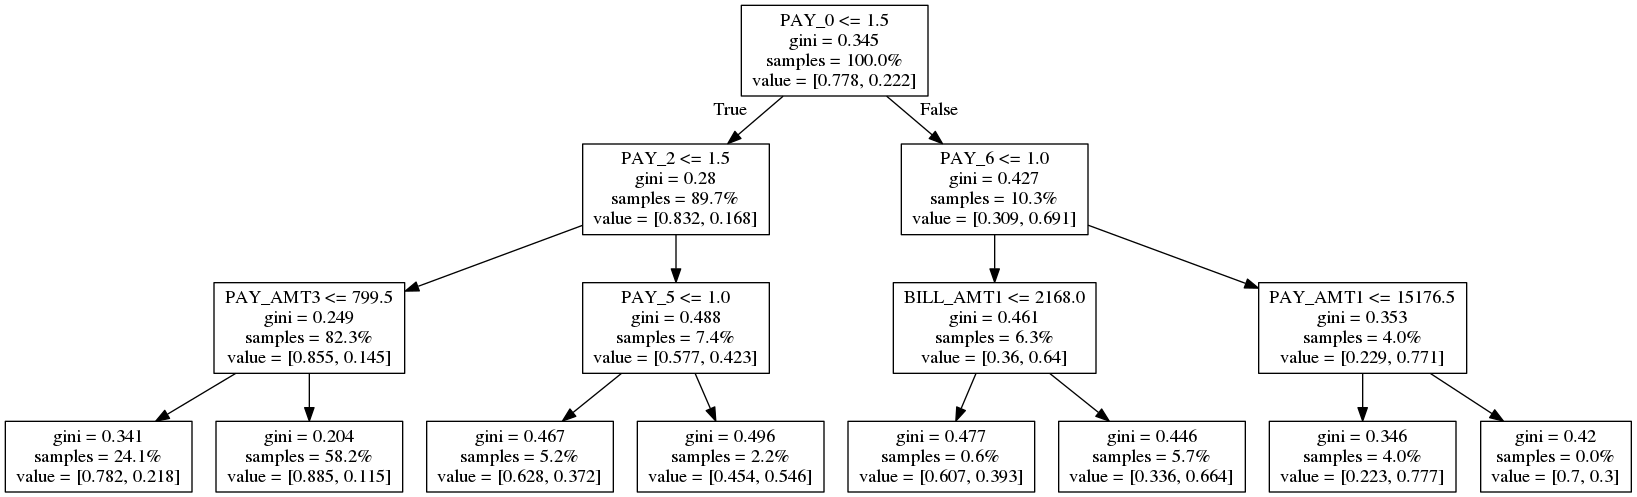 PAY_0 <= 1.5
gini = 0.345
samples = 100.0%
value = [0.778, 0.222]
True
False
PAY_2 <= 1.5
gini = 0.28
samples = 89.7%
value = [0.832, 0.168]
PAY_6 <= 1.0
gini = 0.427
samples = 10.3%
value = [0.309, 0.691]
PAY_AMT3 <= 799.5
gini = 0.249
samples = 82.3%
value = [0.855, 0.145]
PAY_5 <= 1.0
gini = 0.488
samples = 7.4%
value = [0.577, 0.423]
BILL_AMT1 <= 2168.0
gini = 0.461
samples = 6.3%
value = [0.36, 0.64]
PAY_AMT1 <= 15176.5
gini = 0.353
samples = 4.0%
value = [0.229, 0.771]
gini = 0.341
samples = 24.1%
value = [0.782, 0.218]
gini = 0.204
samples = 58.2%
value = [0.885, 0.115]
gini = 0.467
samples = 5.2%
value = [0.628, 0.372]
gini = 0.496
samples = 2.2%
value = [0.454, 0.546]
gini = 0.477
samples = 0.6%
value = [0.607, 0.393]
gini = 0.446
samples = 5.7%
value = [0.336, 0.664]
gini = 0.346
samples = 4.0%
value = [0.223, 0.777]
gini = 0.42
samples = 0.0%
value = [0.7, 0.3]